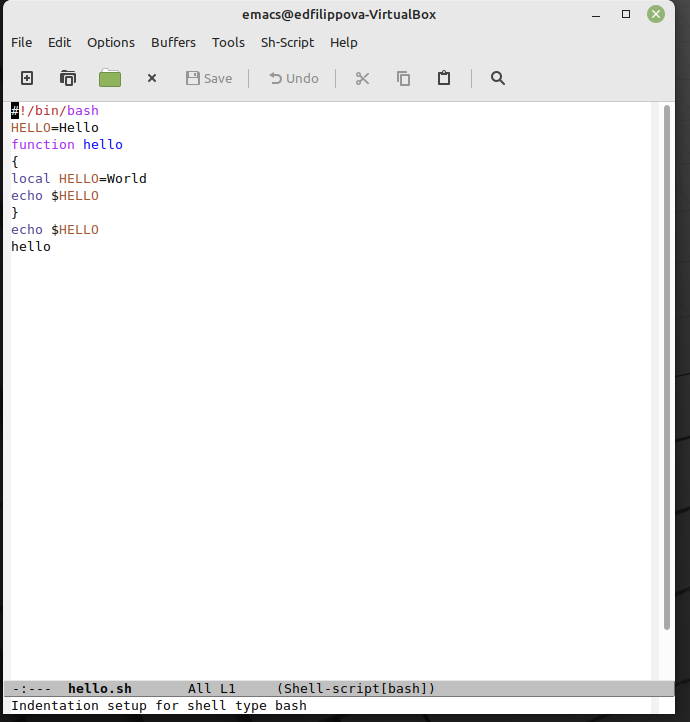 emacs@edfilippova-VirtualBox
File Edit Options Buffers Tools Sh-Script Help
Save Undo
#!/bin/bash
HELLO=Hello
function hello
{
local HELLO=World
echo $HELLO
}
echo $HELLO
hello
-:--- hello.sh All L1 (Shell-script[bash])
Indentation setup for shell type bash